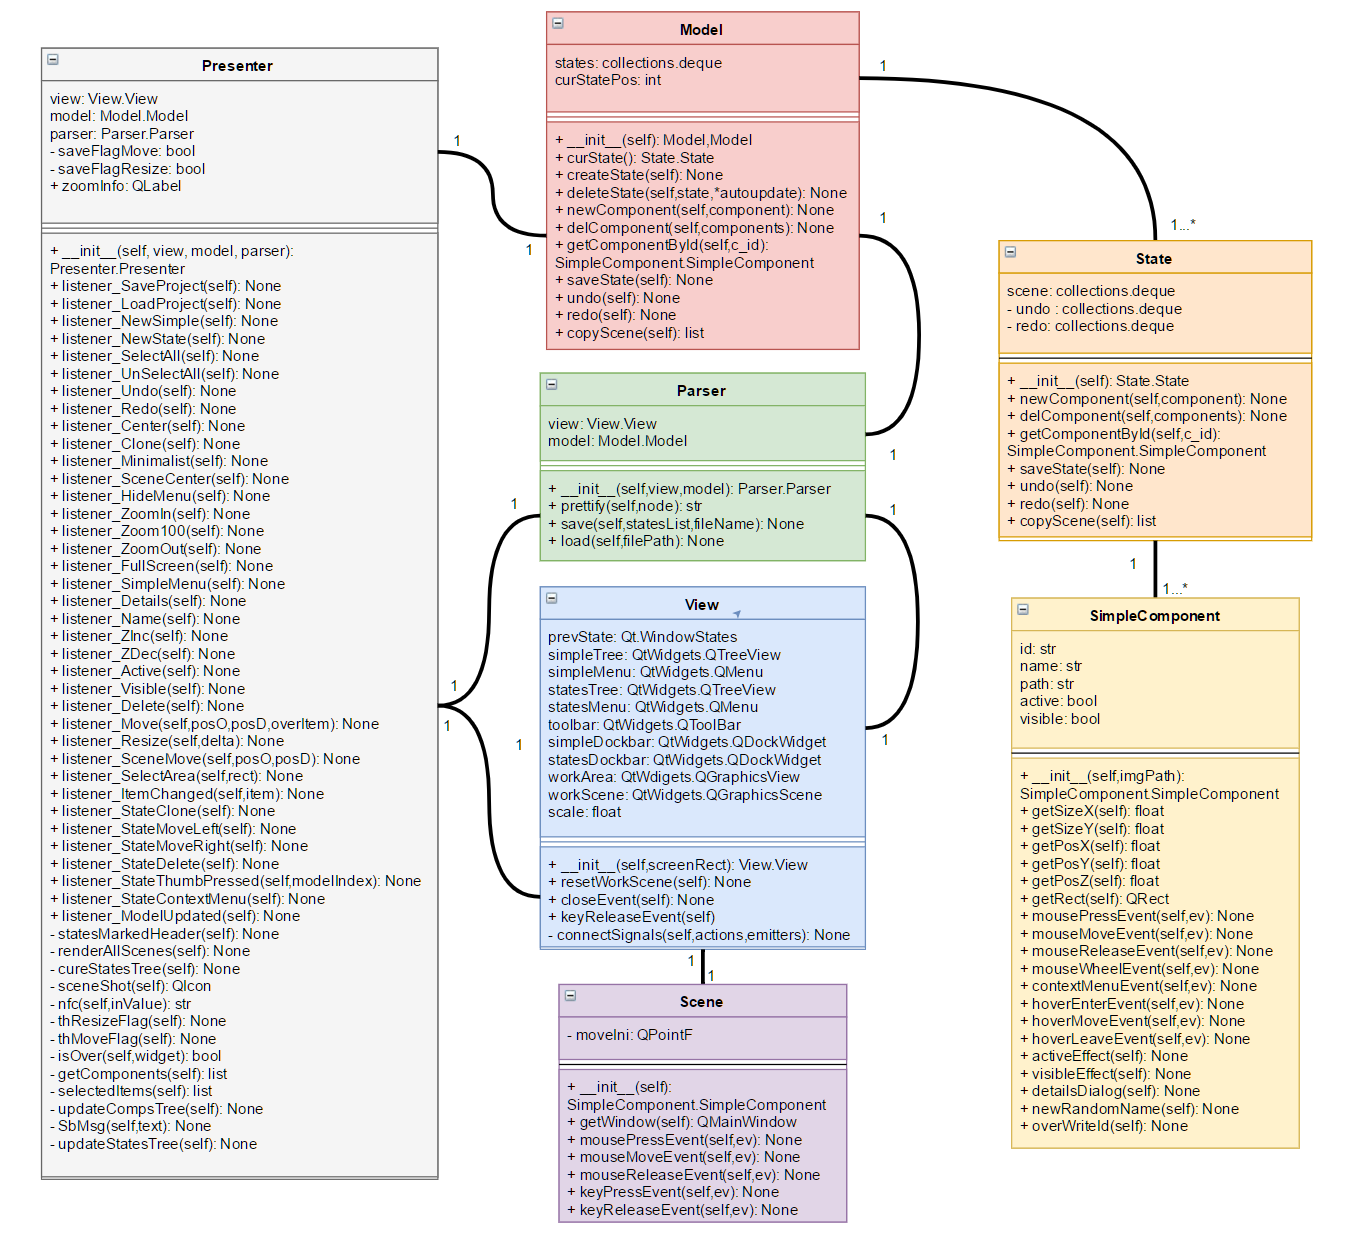 Presenter
view: View.View
model: Model.Model
parser: Parser.Parser
- saveFlagMove: bool
- saveFlagResize: bool
+ zoomInfo: QLabel
+ __init__(self, view, model, parser):
Presenter.Presenter
+ listener_SaveProject(self): None
+ listener_LoadProject(self): None
+ listener_NewSimple(self): None
+ listener_NewState(self): None
+ listener_SelectAll(self): None
+ listener_UnSelectAll(self): None
+ listener_Undo(self): None
+ listener_Redo(self): None
+ listener_Center(self): None
+ listener_Clone(self): None
+ listener_Minimalist(self): None
+ listener_SceneCenter(self): None
+ listener_HideMenu(self): None
+ listener_ZoomIn(self): None
+ listener_Zoom100(self): None
+ listener_ZoomOut(self): None
+ listener_FullScreen(self): None
+ listener_SimpleMenu(self): None
+ listener_Details(self): None
+ listener_Name(self): None
+ listener_ZInc(self): None
+ listener_ZDec(self): None
+ listener_Active(self): None
+ listener_Visible(self): None
+ listener_Delete(self): None
+ listener_Move(self,posO,posD,overItem): None
+ listener_Resize(self,delta): None
+ listener_SceneMove(self,posO,posD): None
+ listener_SelectArea(self,rect): None
+ listener_ItemChanged(self,item): None
+ listener_StateClone(self): None
+ listener_StateMoveLeft(self): None
+ listener_StateMoveRight(self): None
+ listener_StateDelete(self): None
+ listener_StateThumbPressed(self,modelIndex): None
+ listener_StateContextMenu(self): None
+ listener_ModelUpdated(self): None
- statesMarkedHeader(self): None
- renderAllScenes(self): None
- cureStatesTree(self): None
- sceneShot(self): QIcon
- nfc(self,inValue): str
- thResizeFlag(self): None
- thMoveFlag(self): None
- isOver(self,widget): bool
- getComponents(self): list
- selectedItems(self): list
- updateCompsTree(self): None
- SbMsg(self,text): None
- updateStatesTree(self): None
1
1
1
1
1
1
Model
states: collections.deque
curStatePos: int
+ __init__(self): Model,Model
+ curState(): State.State
+ createState(self): None
+ deleteState(self,state,*autoupdate): None
+ newComponent(self,component): None
+ delComponent(self,components): None
+ getComponentById(self,c_id):
SimpleComponent.SimpleComponent
+ saveState(self): None
+ undo(self): None
+ redo(self): None
+ copyScene(self): list
1
1
1
1...*
Parser
view: View.View
model: Model.Model
+ __init__(self,view,model): Parser.Parser
+ prettify(self,node): str
+ save(self,statesList,fileName): None
+ load(self,filePath): None
1
1
View
prevState: Qt.WindowStates
simpleTree: QtWidgets.QTreeView
simpleMenu: QtWidgets.QMenu
statesTree: QtWidgets.QTreeView
statesMenu: QtWidgets.QMenu
toolbar: QtWidgets.QToolBar
simpleDockbar: QtWidgets.QDockWidget
statesDockbar: QtWidgets.QDockWidget
workArea: QtWdigets.QGraphicsView
workScene: QtWidgets.QGraphicsScene
scale: float
+ __init__(self,screenRect): View.View
+ resetWorkScene(self): None
+ closeEvent(self): None
+ keyReleaseEvent(self)
- connectSignals(self,actions,emitters): None
1
1
Scene
- moveIni: QPointF
+ __init__(self):
SimpleComponent.SimpleComponent
+ getWindow(self): QMainWindow
+ mousePressEvent(self,ev): None
+ mouseMoveEvent(self,ev): None
+ mouseReleaseEvent(self,ev): None
+ keyPressEvent(self,ev): None
+ keyReleaseEvent(self,ev): None
State
scene: collections.deque
- undo : collections.deque
- redo: collections.deque
+ __init__(self): State.State
+ newComponent(self,component): None
+ delComponent(self,components): None
+ getComponentById(self,c_id):
SimpleComponent.SimpleComponent
+ saveState(self): None
+ undo(self): None
+ redo(self): None
+ copyScene(self): list
1
1...*
SimpleComponent
id: str
name: str
path: str
active: bool
visible: bool
+ __init__(self,imgPath):
SimpleComponent.SimpleComponent
+ getSizeX(self): float
+ getSizeY(self): float
+ getPosX(self): float
+ getPosY(self): float
+ getPosZ(self): float
+ getRect(self): QRect
+ mousePressEvent(self,ev): None
+ mouseMoveEvent(self,ev): None
+ mouseReleaseEvent(self,ev): None
+ mouseWheelEvent(self,ev): None
+ contextMenuEvent(self,ev): None
+ hoverEnterEvent(self,ev): None
+ hoverMoveEvent(self,ev): None
+ hoverLeaveEvent(self,ev): None
+ activeEffect(self): None
+ visibleEffect(self): None
+ detailsDialog(self): None
+ newRandomName(self): None
+ overWriteId(self): None